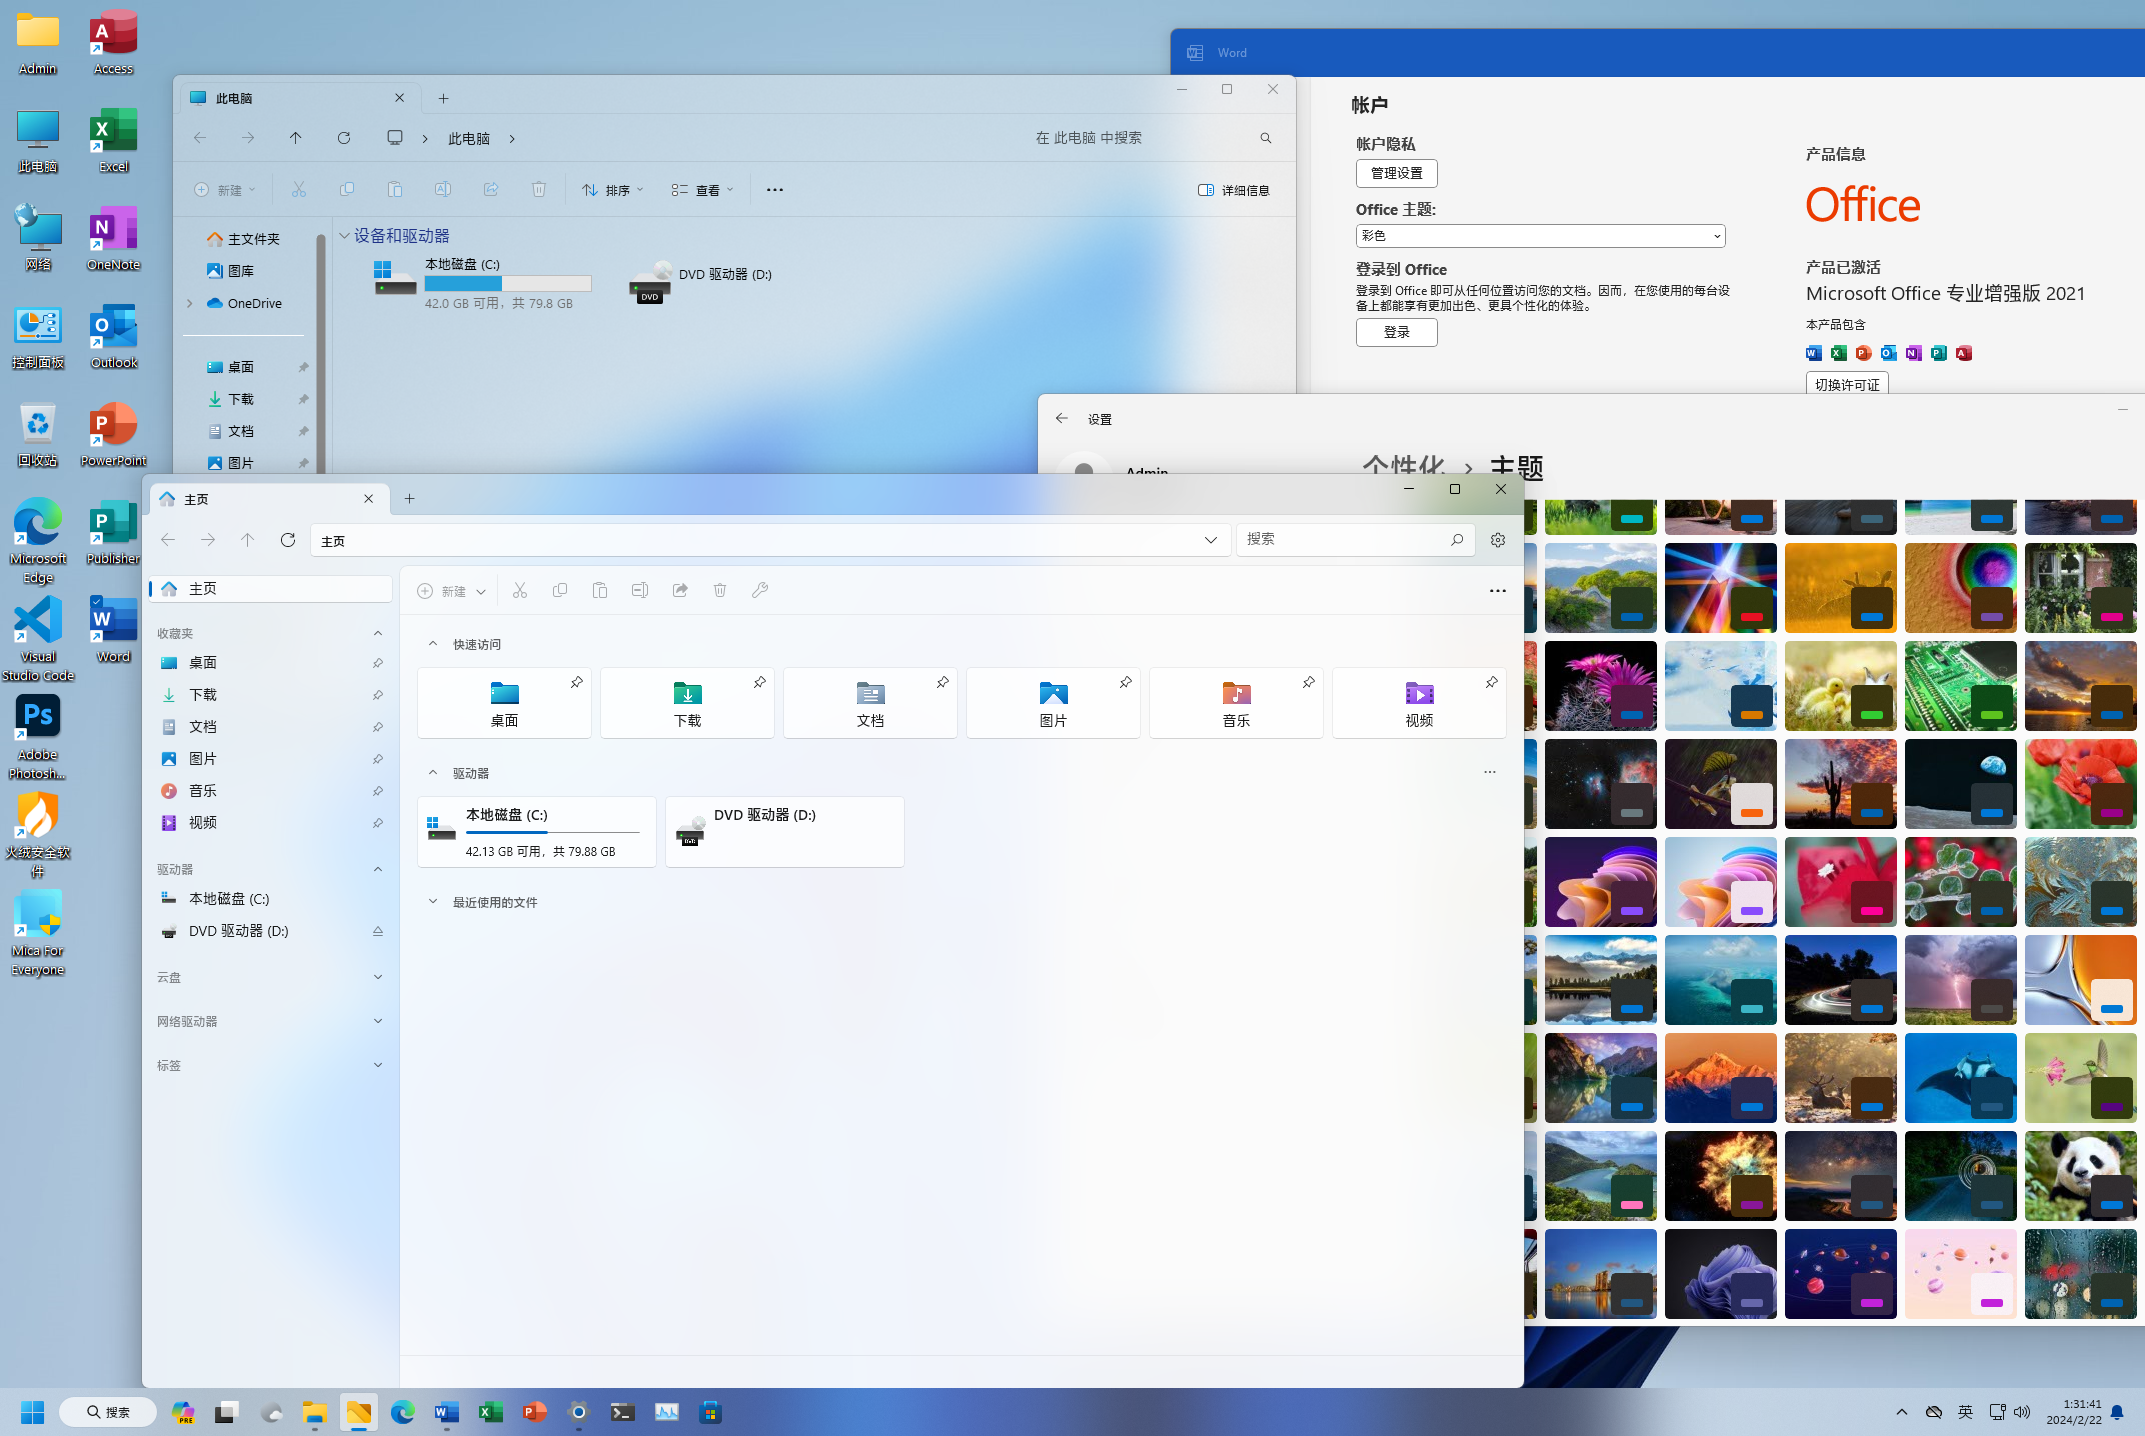 Admin
Access
此电脑
Excel
网络
OneNote
控制面板
Outlook
回收站
PowerPoint
Microsoft
Edge
Publisher
Visual
Studio Code
Word
Adobe
Photosh...
火绒安全软
件
Mica For
Everyone
Word
帐户
帐户隐私
管理设置
Office 主题:
彩色
登录到 Office
登录到 Office 即可从任何位置访问您的文档。因而，在您使用的每台设
备上都能享有更加出色、更具个性化的体验。
登录
产品信息
Office
产品已激活
Microsoft Office 专业增强版 2021
本产品包含
切换许可证
此电脑
此电脑
在 此电脑 中搜索
新建
排序
查看
详细信息
主文件夹
图库
OneDrive
桌面
下载
文档
图片
设备和驱动器
本地磁盘 (C:)
42.0 GB 可用，共 79.8 GB
DVD 驱动器 (D:)
DVD
设置
Admin
个性化 › 主题
主页
主页
搜索
主页
收藏夹
桌面
下载
文档
图片
音乐
视频
驱动器
本地磁盘 (C:)
DVD 驱动器 (D:)
云盘
网络驱动器
标签
新建
快速访问
桌面
下载
文档
图片
音乐
视频
驱动器
本地磁盘 (C:)
42.13 GB 可用，共 79.88 GB
DVD 驱动器 (D:)
最近使用的文件
搜索
PRE
英
1:31:41
2024/2/22